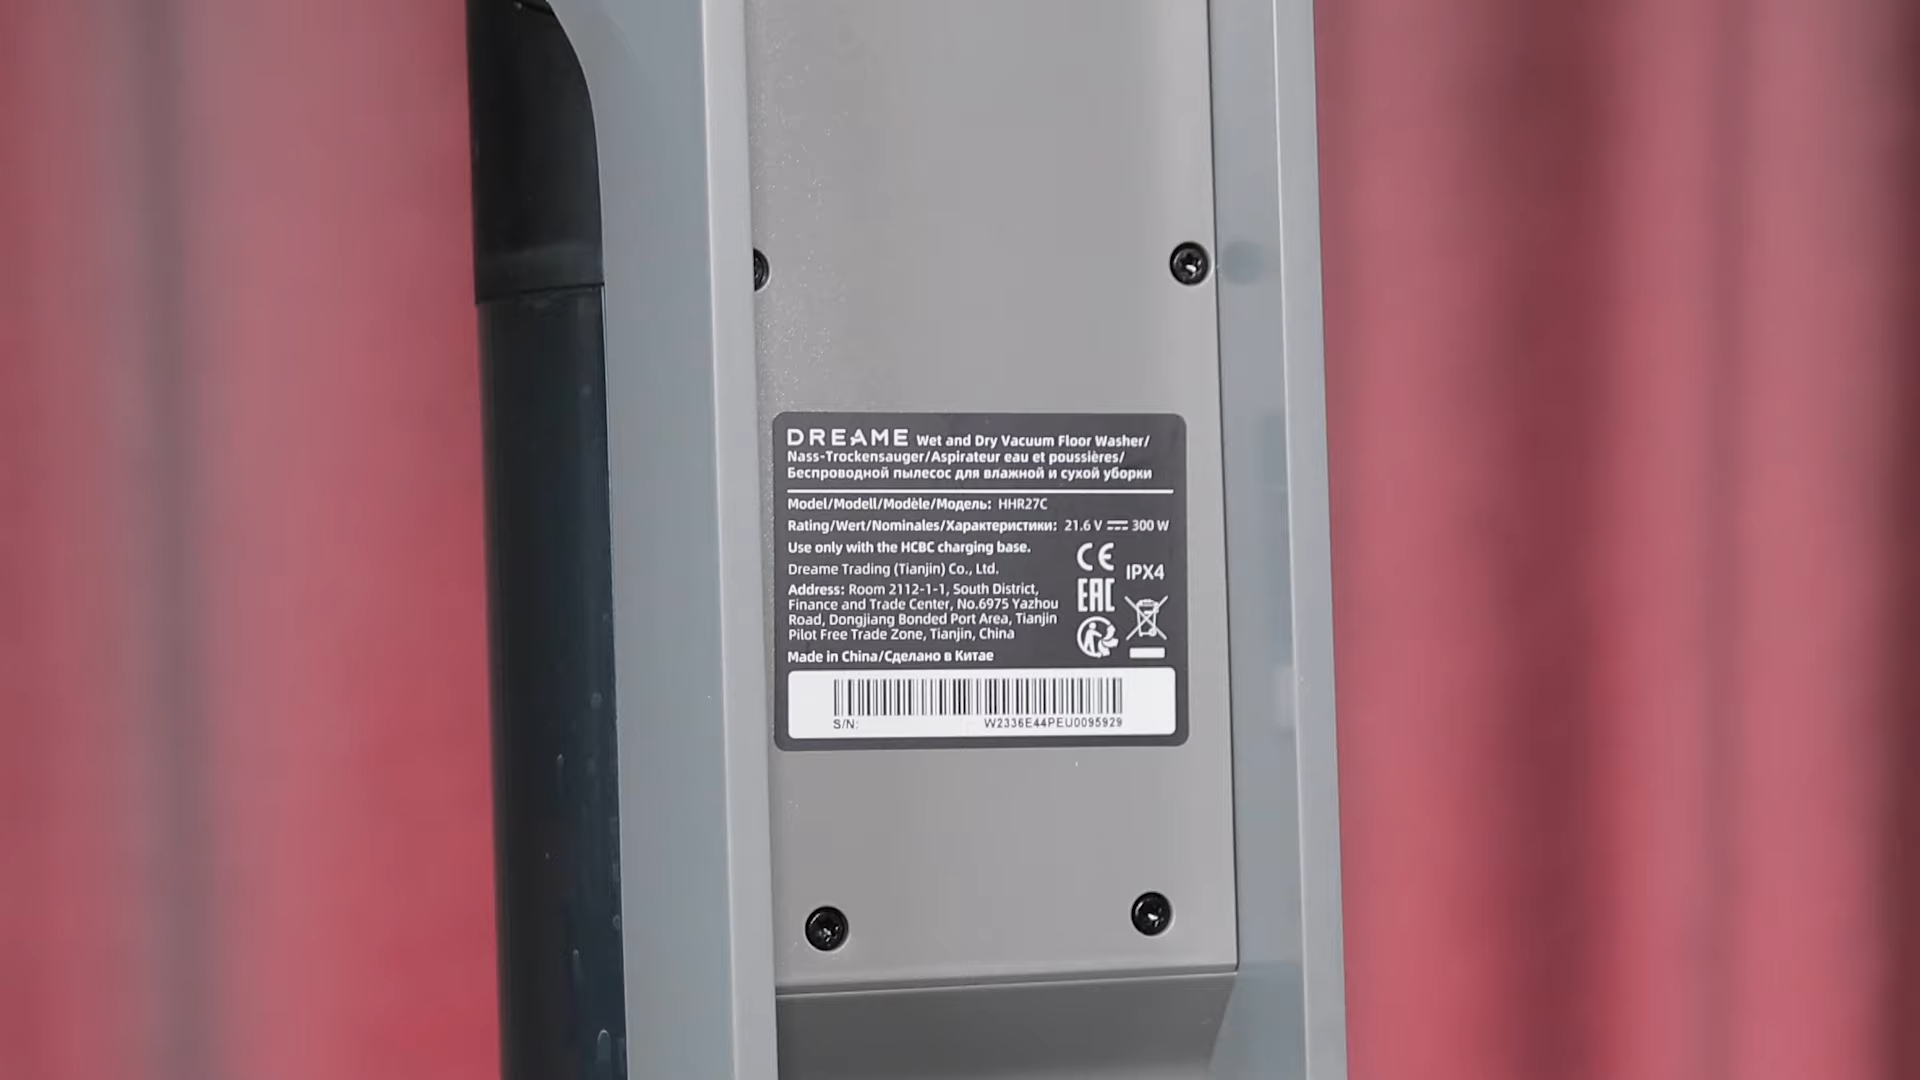 DREAME Wet and Dry Vacuum Floor Washer/
Nass-Trockensauger/Aspirateur eau et poussières/
Беспроводной пылесос для влажной и сухой уборки
Model/Modell/Modèle/Модель: HHR27C
Rating/Wert/Nominales/Характеристики: 21.6 V ⎓ 300 W
Use only with the HCBC charging base.
Dreame Trading (Tianjin) Co., Ltd.
Address: Room 2112-1-1, South District,
Finance and Trade Center, No.6975 Yazhou
Road, Dongjiang Bonded Port Area, Tianjin
Pilot Free Trade Zone, Tianjin, China
Made in China/Сделано в Китае
CE
IPX4
EAC
S/N: W2336E44PEU0095929